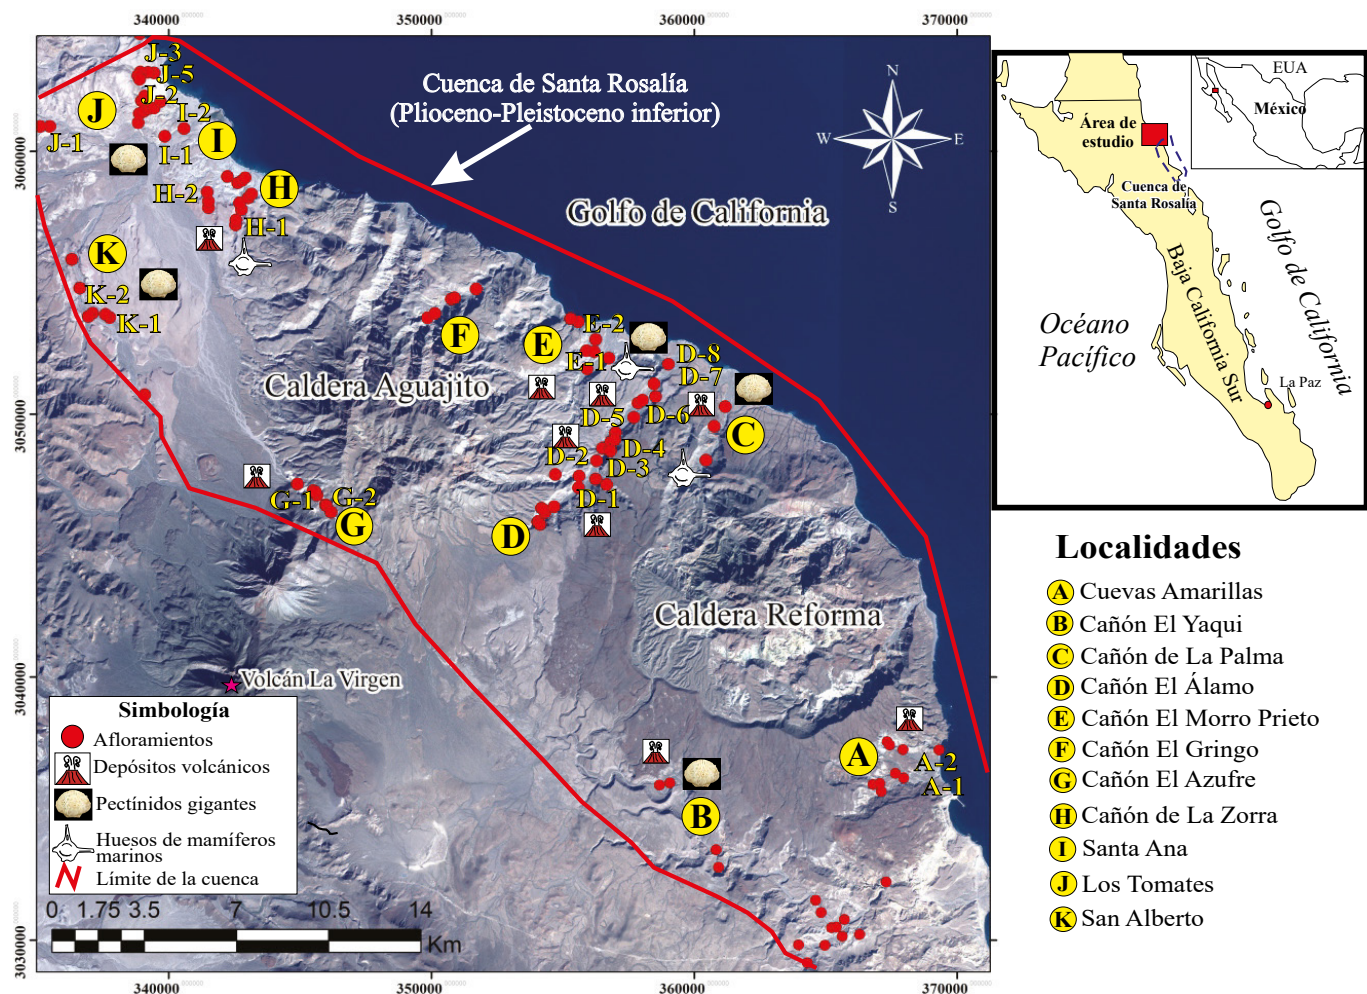 340000
350000
360000
370000
3060000
3050000
3040000
3030000
J-3
J-5
J-2
J
I-2
J-1
I-1
I
H-2
H
H-1
K
K-2
K-1
Cuenca de Santa Rosalía
(Plioceno-Pleistoceno inferior)
N
W
E
S
Golfo de California
F
E
E-2
E-1
D-8
D-7
Caldera Aguajito
D-5
D-6
C
D-2
D-4
D-3
G-1
G-2
D-1
G
D
Caldera Reforma
Volcán La Virgen
A
A-2
A-1
B
Simbología
Afloramientos
Depósitos volcánicos
Pectínidos gigantes
Huesos de mamíferos
marinos
Límite de la cuenca
0 1.75 3.5 7 10.5 14
Km
340000
350000
360000
370000
EUA
México
Área de
estudio
Cuenca de
Santa Rosalía
Golfo de California
Baja California Sur
Océano
Pacífico
La Paz
Localidades
A Cuevas Amarillas
B Cañón El Yaqui
C Cañón de La Palma
D Cañón El Álamo
E Cañón El Morro Prieto
F Cañón El Gringo
G Cañón El Azufre
H Cañón de La Zorra
I Santa Ana
J Los Tomates
K San Alberto